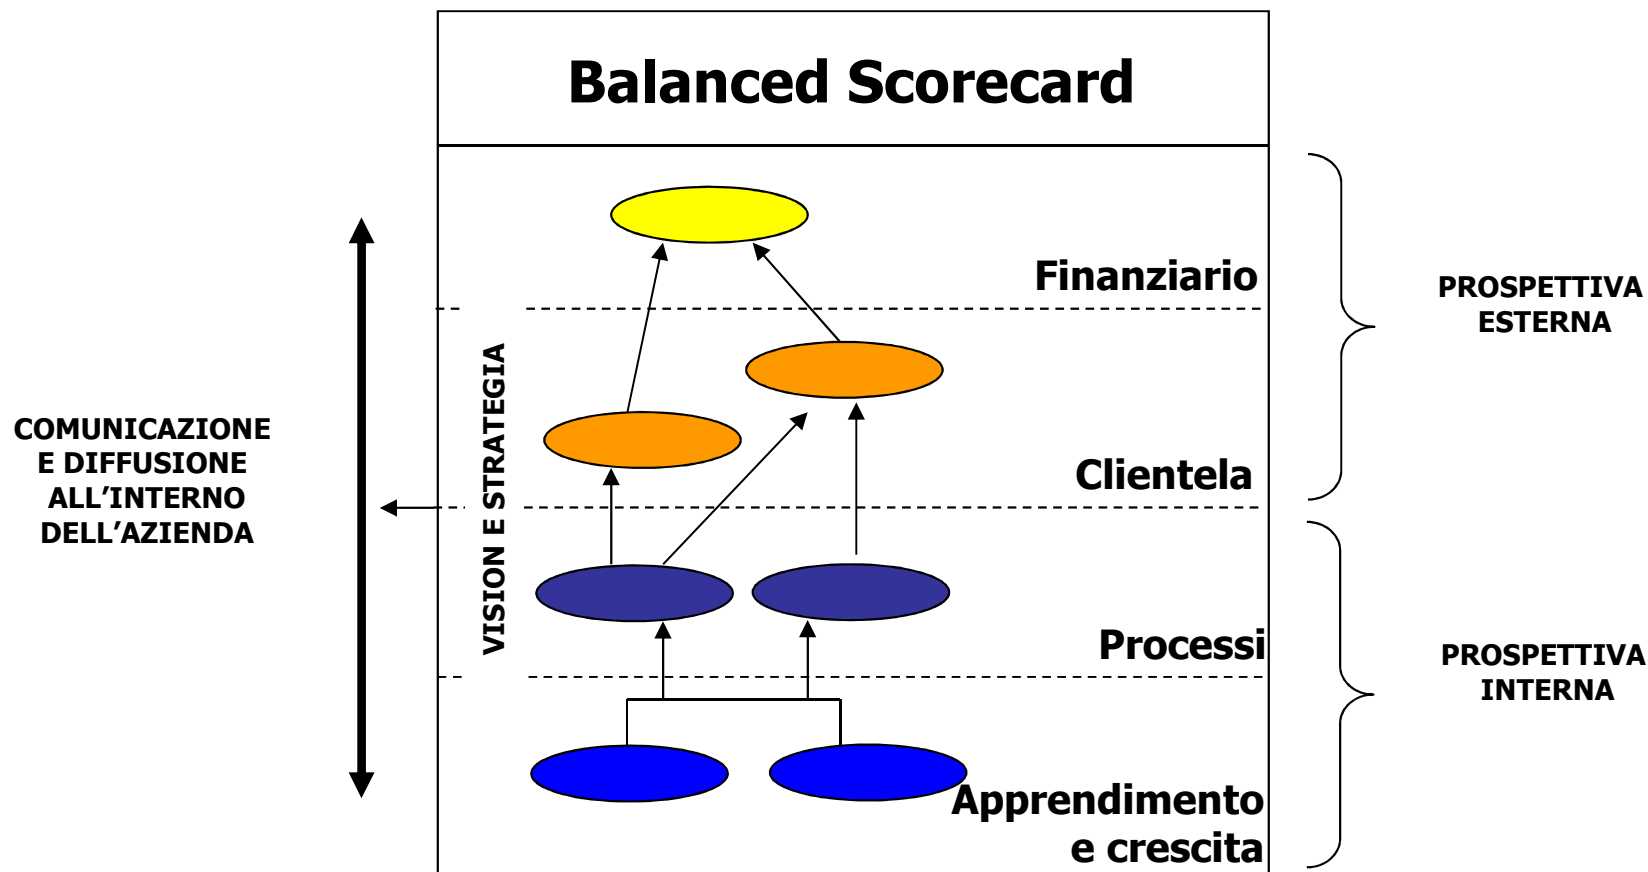 Balanced Scorecard
Finanziario
PROSPETTIVA
ESTERNA
VISION E STRATEGIA
COMUNICAZIONE
E DIFFUSIONE
ALL’INTERNO
DELL’AZIENDA
Clientela
Processi
PROSPETTIVA
INTERNA
Apprendimento
e crescita